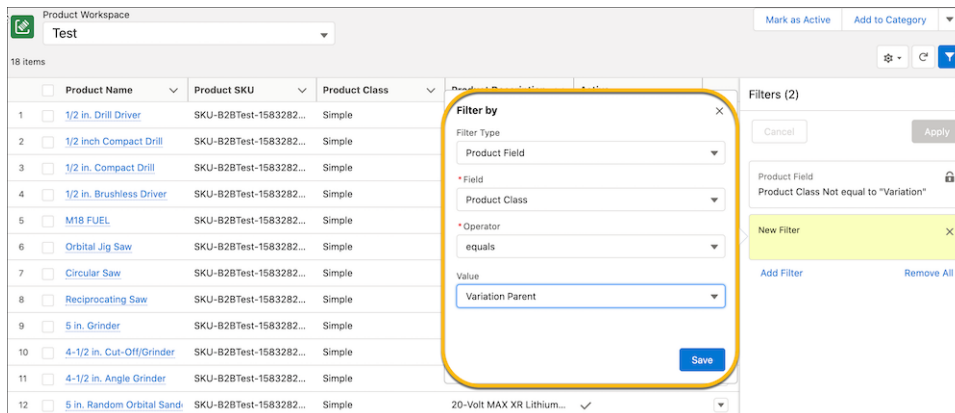 Product Workspace
Test
Mark as Active
Add to Category
18 items
Product Name
Product SKU
Product Class
1 1/2 in. Drill Driver SKU-B2BTest-1583282... Simple
2 1/2 inch Compact Drill SKU-B2BTest-1583282... Simple
3 1/2 in. Compact Drill SKU-B2BTest-1583282... Simple
4 1/2 in. Brushless Driver SKU-B2BTest-1583282... Simple
5 M18 FUEL SKU-B2BTest-1583282... Simple
6 Orbital Jig Saw SKU-B2BTest-1583282... Simple
7 Circular Saw SKU-B2BTest-1583282... Simple
8 Reciprocating Saw SKU-B2BTest-1583282... Simple
9 5 in. Grinder SKU-B2BTest-1583282... Simple
10 4-1/2 in. Cut-Off/Grinder SKU-B2BTest-1583282... Simple
11 4-1/2 in. Angle Grinder SKU-B2BTest-1583282... Simple
12 5 in. Random Orbital Sand SKU-B2BTest-1583282... Simple 20-Volt MAX XR Lithium...
Filter by
Filter Type
Product Field
*Field
Product Class
*Operator
equals
Value
Variation Parent
Save
Filters (2)
Cancel
Apply
Product Field
Product Class Not equal to "Variation"
New Filter
Add Filter
Remove All